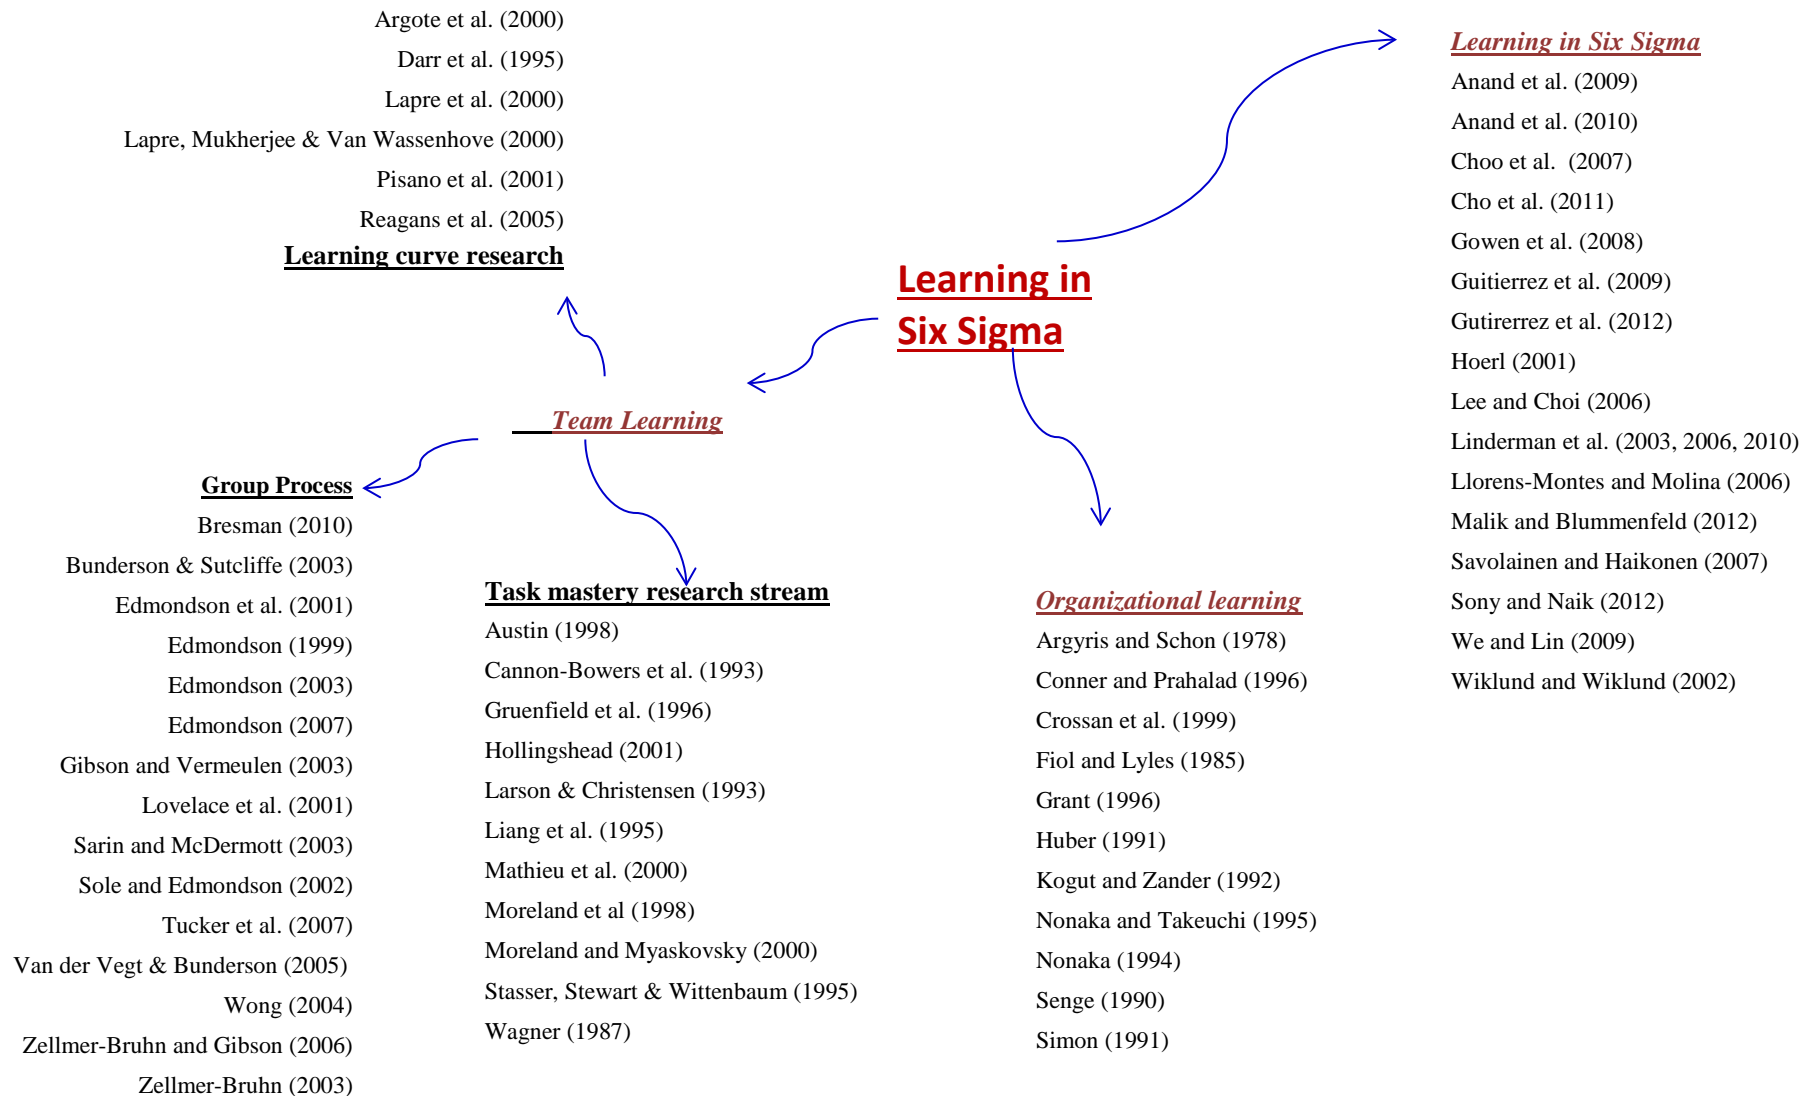 Argote et al. (2000)
Darr et al. (1995)
Lapre et al. (2000)
Lapre, Mukherjee & Van Wassenhove (2000)
Pisano et al. (2001)
Reagans et al. (2005)
Learning curve research
Learning in
Six Sigma
Team Learning
Group Process
Bresman (2010)
Bunderson & Sutcliffe (2003)
Edmondson et al. (2001)
Edmondson (1999)
Edmondson (2003)
Edmondson (2007)
Gibson and Vermeulen (2003)
Lovelace et al. (2001)
Sarin and McDermott (2003)
Sole and Edmondson (2002)
Tucker et al. (2007)
Van der Vegt & Bunderson (2005)
Wong (2004)
Zellmer-Bruhn and Gibson (2006)
Zellmer-Bruhn (2003)
Task mastery research stream
Austin (1998)
Cannon-Bowers et al. (1993)
Gruenfield et al. (1996)
Hollingshead (2001)
Larson & Christensen (1993)
Liang et al. (1995)
Mathieu et al. (2000)
Moreland et al (1998)
Moreland and Myaskovsky (2000)
Stasser, Stewart & Wittenbaum (1995)
Wagner (1987)
Organizational learning
Argyris and Schon (1978)
Conner and Prahalad (1996)
Crossan et al. (1999)
Fiol and Lyles (1985)
Grant (1996)
Huber (1991)
Kogut and Zander (1992)
Nonaka and Takeuchi (1995)
Nonaka (1994)
Senge (1990)
Simon (1991)
Learning in Six Sigma
Anand et al. (2009)
Anand et al. (2010)
Choo et al.  (2007)
Cho et al. (2011)
Gowen et al. (2008)
Guitierrez et al. (2009)
Gutirerrez et al. (2012)
Hoerl (2001)
Lee and Choi (2006)
Linderman et al. (2003, 2006, 2010)
Llorens-Montes and Molina (2006)
Malik and Blummenfeld (2012)
Savolainen and Haikonen (2007)
Sony and Naik (2012)
We and Lin (2009)
Wiklund and Wiklund (2002)